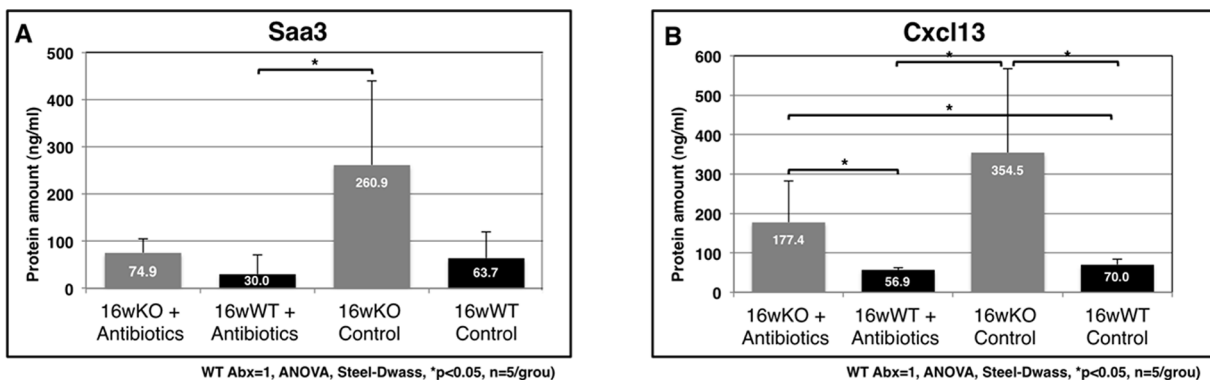 A
Saa3
Protein amount (ng/ml)
500
400
300
200
100
0
*
74.9
30.0
260.9
63.7
16wKO + Antibiotics
16wWT + Antibiotics
16wKO Control
16wWT Control
WT Abx=1, ANOVA, Steel-Dwass, *p<0.05, n=5/grou)
B
Cxcl13
Protein amount (ng/ml)
600
500
400
300
200
100
0
*
*
*
*
177.4
56.9
354.5
70.0
16wKO + Antibiotics
16wWT + Antibiotics
16wKO Control
16wWT Control
WT Abx=1, ANOVA, Steel-Dwass, *p<0.05, n=5/grou)